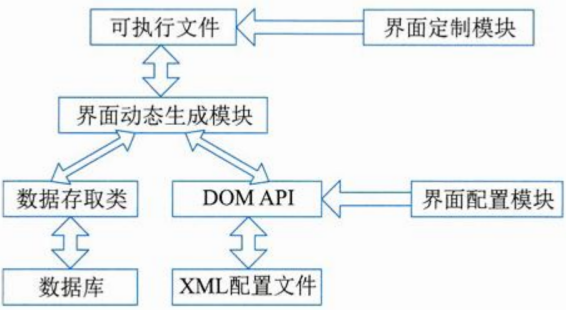 可执行文件
界面定制模块
界面动态生成模块
数据存取类
DOM API
界面配置模块
数据库
XML配置文件